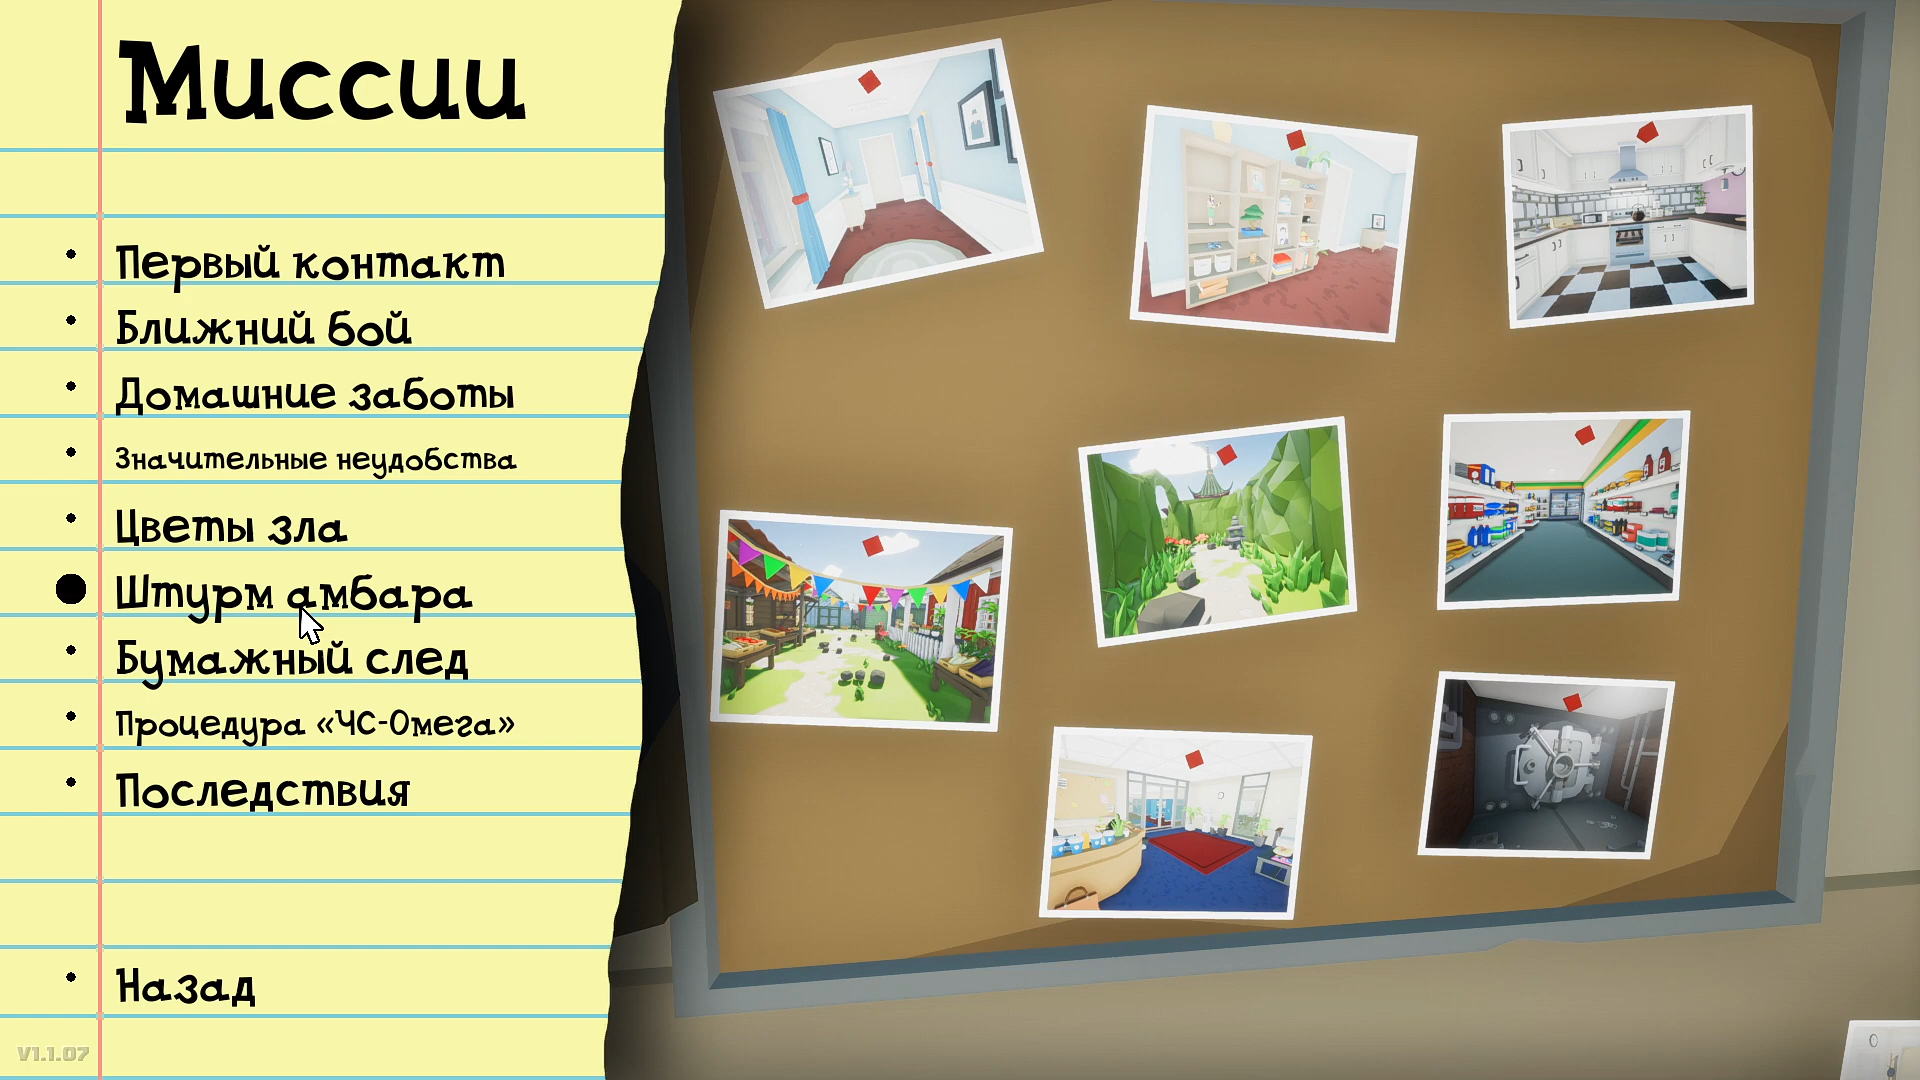 Миссии
Первый контакт
Ближний бой
Домашние заботы
Значительные неудобства
Цветы зла
Штурм амбара
Бумажный след
Процедура «ЧС-Омега»
Последствия
Назад
V1.1.07